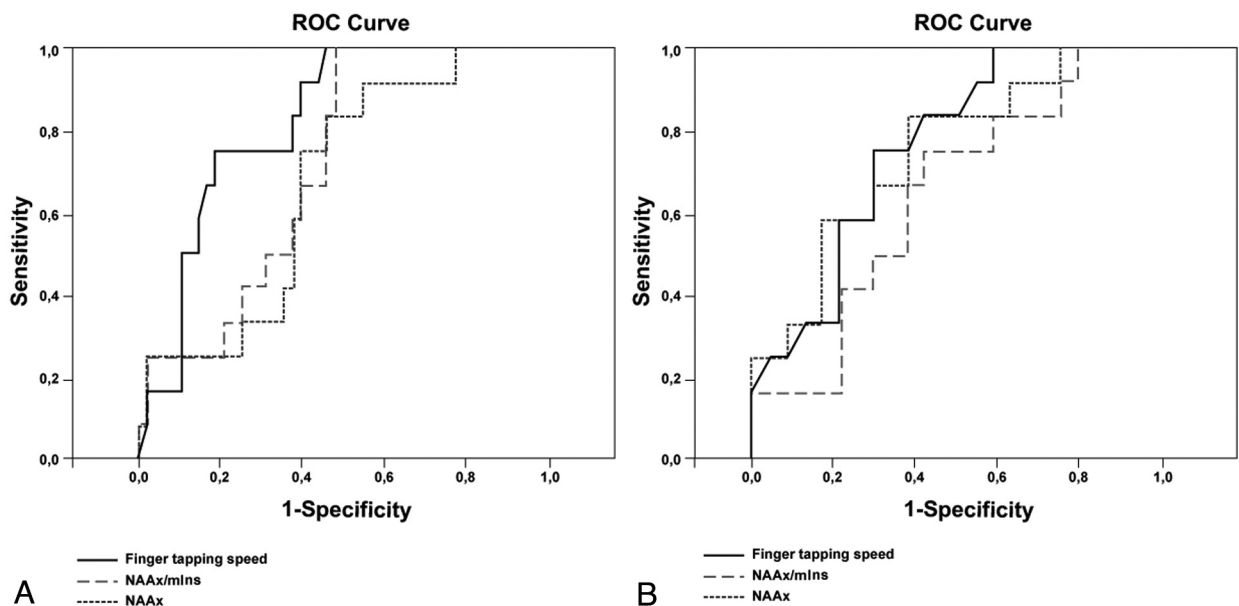 ROC Curve
1,0
0,8
0,6
0,4
0,2
0,0
Sensitivity
0,0 0,2 0,4 0,6 0,8 1,0
1-Specificity
Finger tapping speed
NAAx/mIns
NAAx
A
ROC Curve
1,0
0,8
0,6
0,4
0,2
0,0
Sensitivity
0,0 0,2 0,4 0,6 0,8 1,0
1-Specificity
Finger tapping speed
NAAx/mIns
NAAx
B